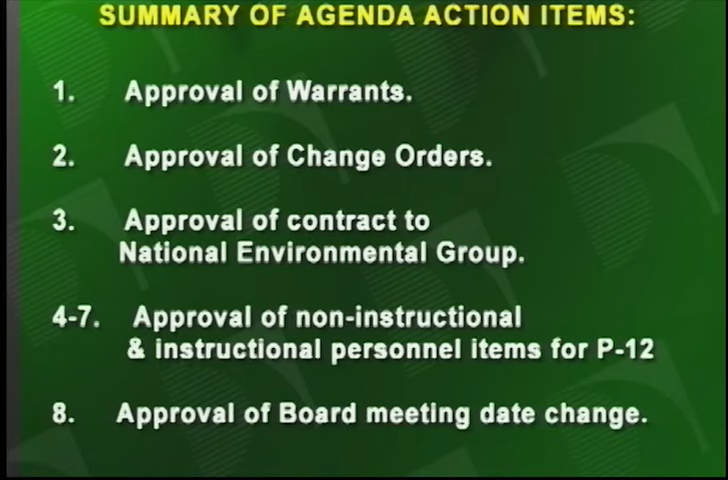 SUMMARY OF AGENDA ACTION ITEMS:
1. Approval of Warrants.
2. Approval of Change Orders.
3. Approval of contract to
National Environmental Group.
4-7. Approval of non-instructional
& instructional personnel items for P-12
8. Approval of Board meeting date change.